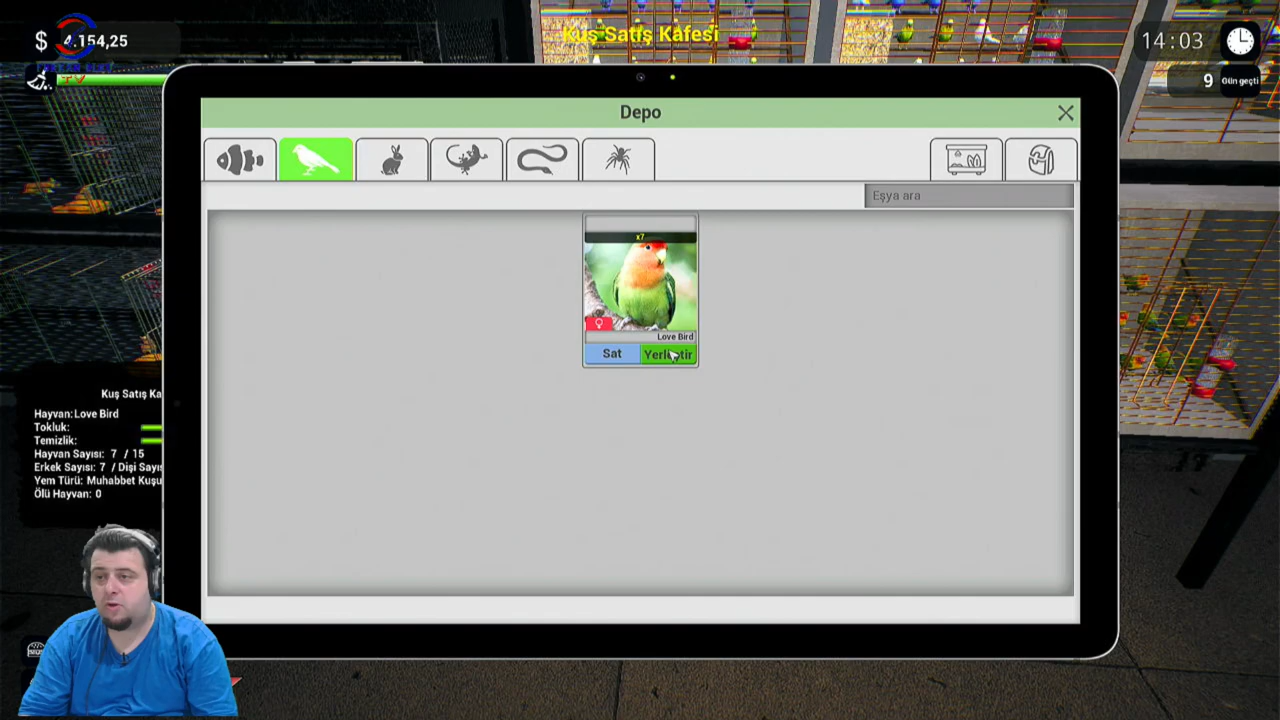 $ 4.154,25
Kuş Satış Kafesi
14:03
9 Gün geçti
Depo
Eşya ara
x7
Love Bird
Sat Yerleştir
Kuş Satış Ka
Hayvan:Love Bird
Tokluk:
Temizlik:
Hayvan Sayısı: 7 / 15
Erkek Sayısı: 7 / Dişi Sayıs
Yem Türü: Muhabbet Kuşu
Ölü Hayvan: 0